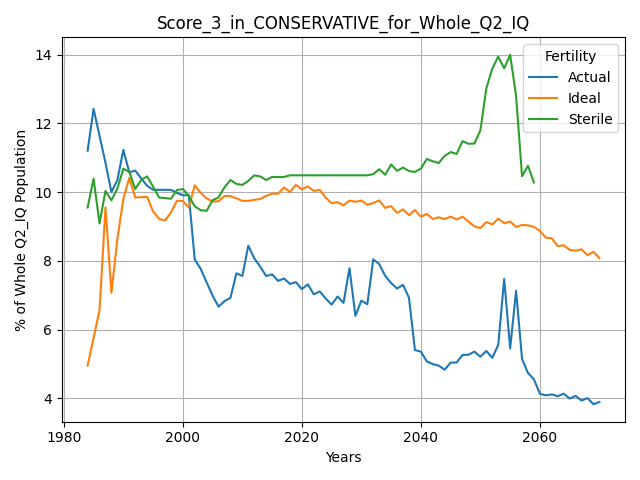 Score_3_in_CONSERVATIVE_for_Whole_Q2_IQ
Fertility
Actual
Ideal
Sterile
% of Whole Q2_IQ Population
14
12
10
8
6
4
1980
2000
2020
2040
2060
Years